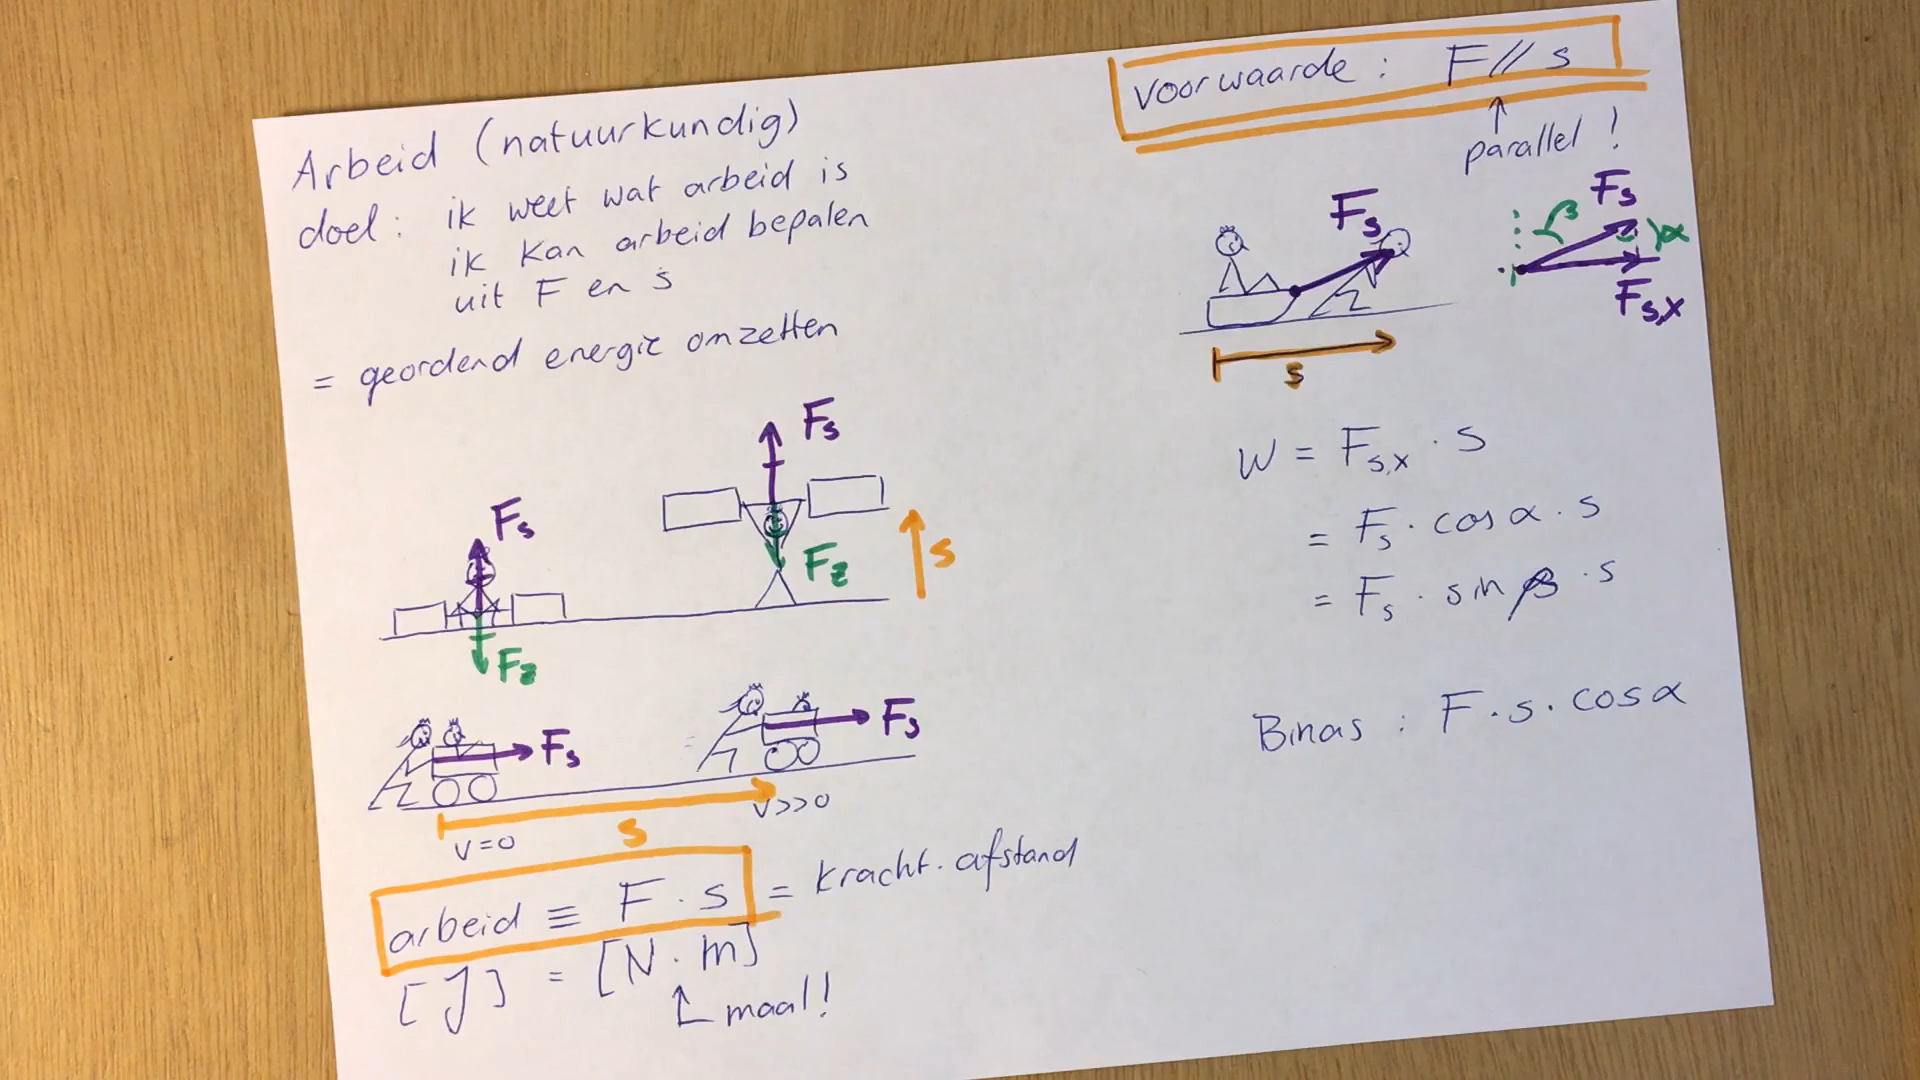 Arbeid (natuurkundig)
doel: ik weet wat arbeid is
ik kan arbeid bepalen
uit F en s
= geordend energie omzetten
Fs
Fz
Fs
Fz
s
Fs
Fs
v=0
s
v>>0
arbeid ≡ F · s = kracht · afstand
[J] = [N · m]
maal!
voorwaarde: F // s
parallel!
Fs
s
β
Fs
α
Fs,x
W = Fs,x · s
= Fs · cos α · s
= Fs · sin β · s
Binas: F · s · cos α